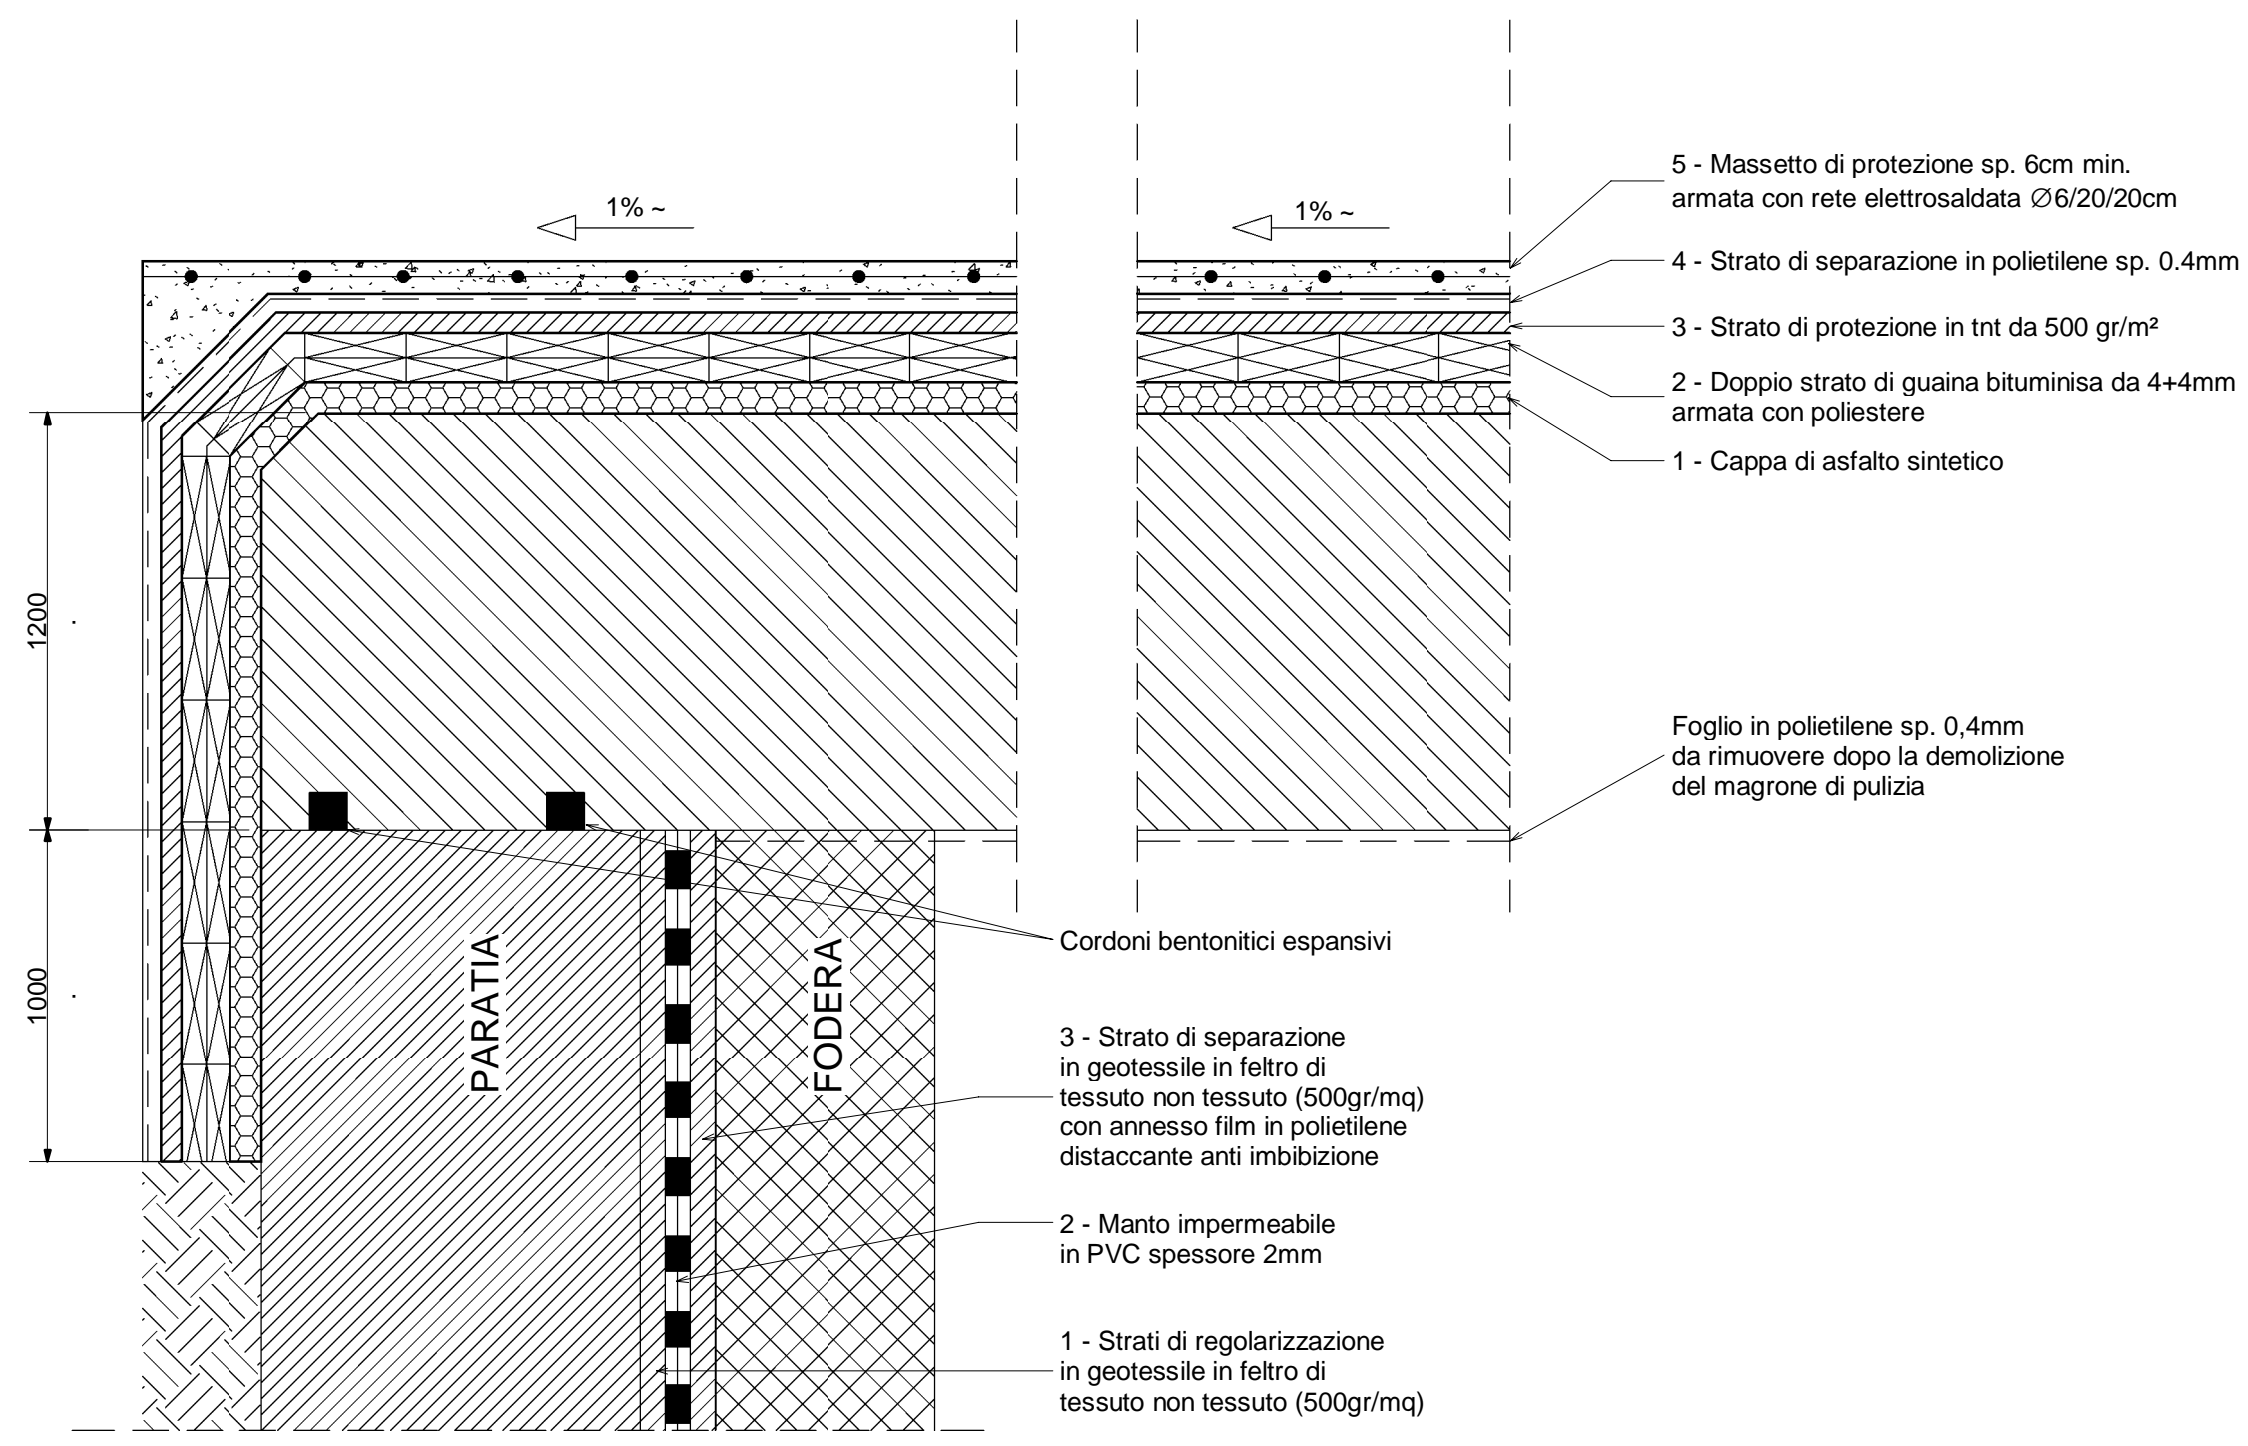 1% ~
1% ~
5 - Massetto di protezione sp. 6cm min.
armata con rete elettrosaldata ∅6/20/20cm
4 - Strato di separazione in polietilene sp. 0.4mm
3 - Strato di protezione in tnt da 500 gr/m²
2 - Doppio strato di guaina bituminisa da 4+4mm
armata con poliestere
1 - Cappa di asfalto sintetico
1200
Foglio in polietilene sp. 0,4mm
da rimuovere dopo la demolizione
del magrone di pulizia
1000
PARATIA
FODERA
Cordoni bentonitici espansivi
3 - Strato di separazione
in geotessile in feltro di
tessuto non tessuto (500gr/mq)
con annesso film in polietilene
distaccante anti imbibizione
2 - Manto impermeabile
in PVC spessore 2mm
1 - Strati di regolarizzazione
in geotessile in feltro di
tessuto non tessuto (500gr/mq)